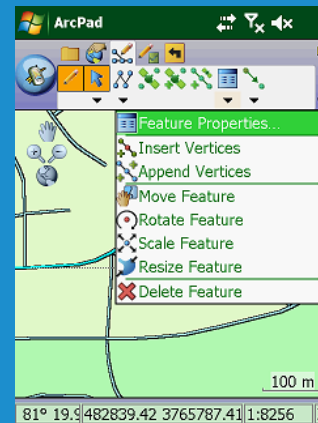 ArcPad
Feature Properties...
Insert Vertices
Append Vertices
Move Feature
Rotate Feature
Scale Feature
Resize Feature
Delete Feature
100 m
81° 19.9 482839.42 3765787.41 1:8256